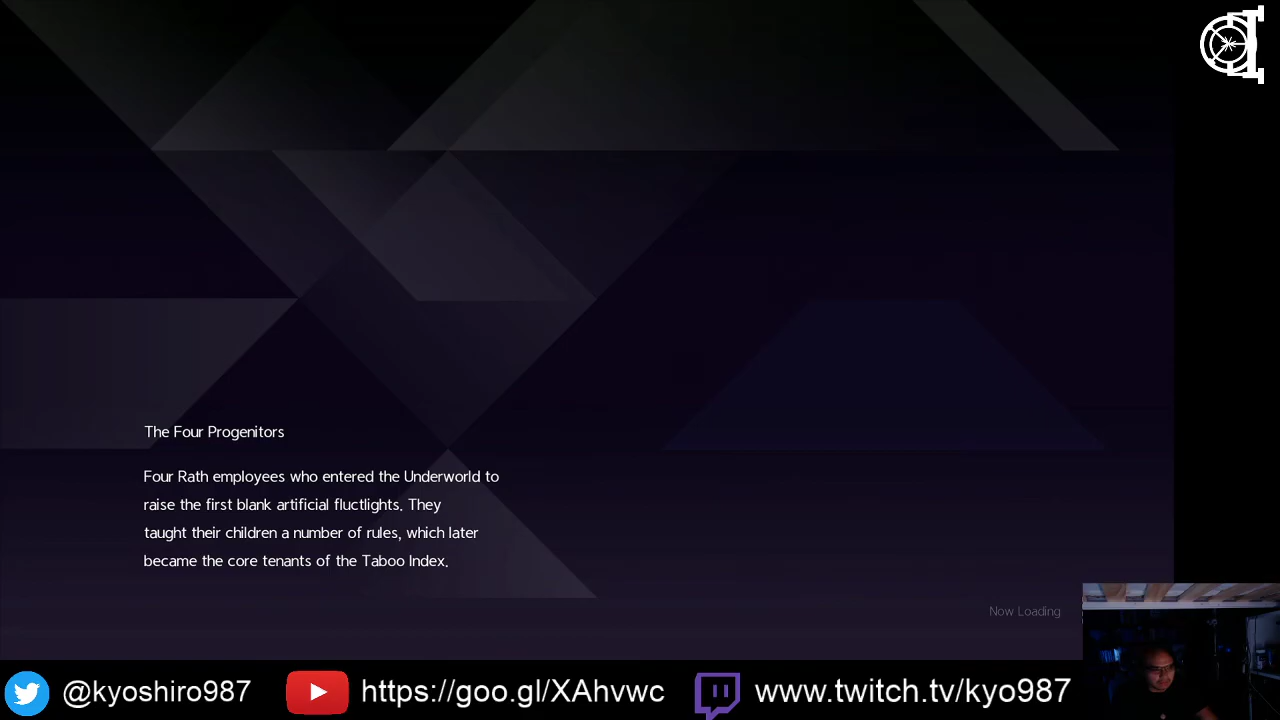 The Four Progenitors
Four Rath employees who entered the Underworld to
raise the first blank artificial fluctlights. They
taught their children a number of rules, which later
became the core tenants of the Taboo Index.
Now Loading
@kyoshiro987 https://goo.gl/XAhvwc www.twitch.tv/kyo987